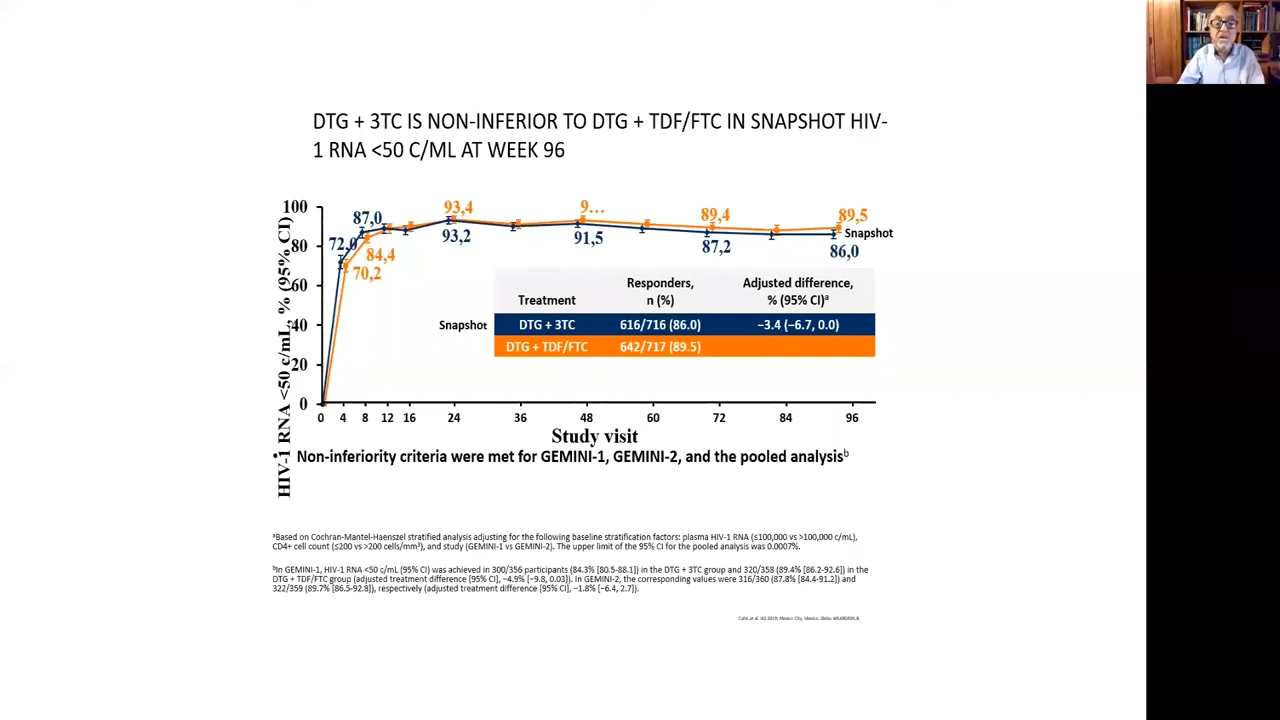 DTG + 3TC IS NON-INFERIOR TO DTG + TDF/FTC IN SNAPSHOT HIV-
1 RNA <50 C/ML AT WEEK 96
HIV-1 RNA <50 c/mL, % (95% CI)
100
80
60
40
20
0
72,0
87,0
93,4
9…
89,4
89,5
70,2
84,4
93,2
91,5
87,2
86,0
Snapshot
Treatment
Responders,
n (%)
Adjusted difference,
% (95% CI)ᵃ
Snapshot
DTG + 3TC 616/716 (86.0) −3.4 (−6.7, 0.0)
DTG + TDF/FTC 642/717 (89.5)
0 4 8 12 16 24 36 48 60 72 84 96
Study visit
• Non-inferiority criteria were met for GEMINI-1, GEMINI-2, and the pooled analysisᵇ
ᵃBased on Cochran-Mantel-Haenszel stratified analysis adjusting for the following baseline stratification factors: plasma HIV-1 RNA (≤100,000 vs >100,000 c/mL),
CD4+ cell count (≤200 vs >200 cells/mm³), and study (GEMINI-1 vs GEMINI-2). The upper limit of the 95% CI for the pooled analysis was 0.0007%.
ᵇIn GEMINI-1, HIV-1 RNA <50 c/mL (95% CI) was achieved in 300/356 participants (84.3% [80.5-88.1]) in the DTG + 3TC group and 320/358 (89.4% [86.2-92.6]) in the
DTG + TDF/FTC group (adjusted treatment difference [95% CI], −4.9% [−9.8, 0.03]). In GEMINI-2, the corresponding values were 316/360 (87.8% [84.4-91.2]) and
322/359 (89.7% [86.5-92.8]), respectively (adjusted treatment difference [95% CI], −1.8% [−6.4, 2.7]).
Cahn et al. IAS 2019; Mexico City, Mexico. Slides